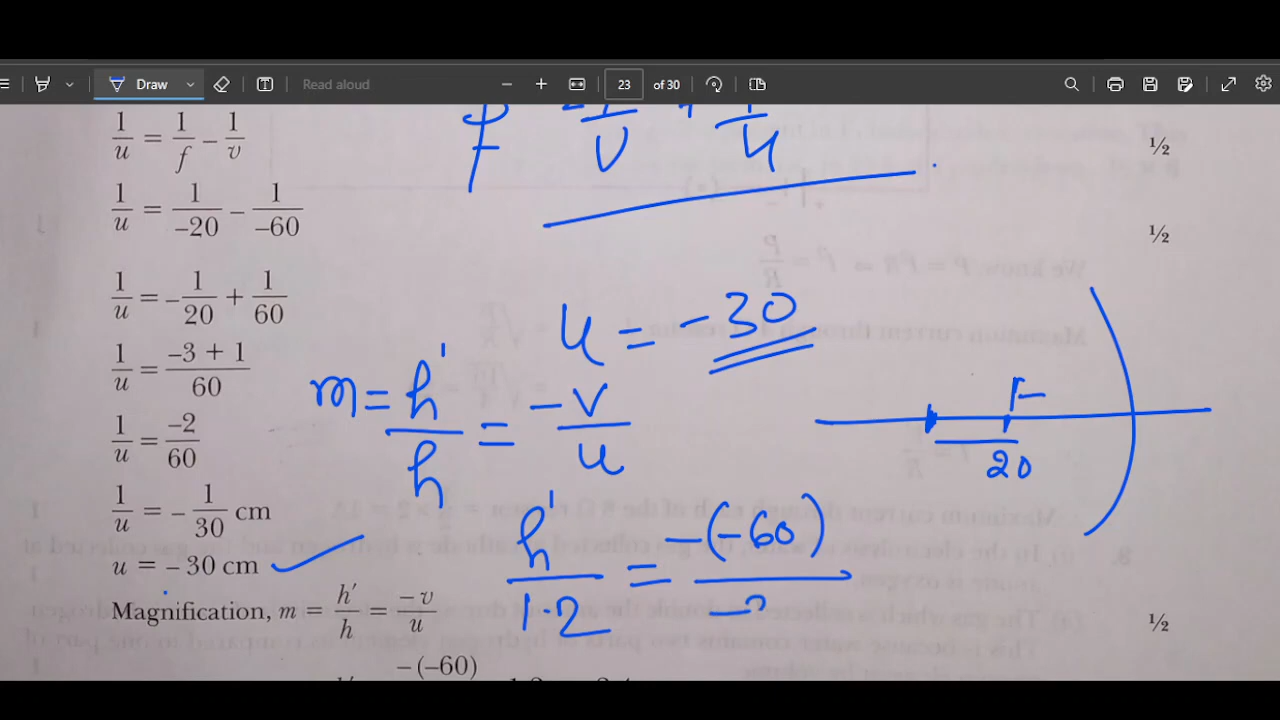 Draw Read aloud 23 of 30
1/u = 1/f − 1/v ½
1/u = 1/−20 − 1/−60 ½
1/u = −1/20 + 1/60
1/u = −3 + 1/60
1/u = −2/60
1/u = −1/30 cm
u = −30 cm
Magnification, m = h′/h = −v/u ½
−(−60)
f = 1/v + 1/u
u = −30
m = h'/h = −v/u
h'/1.2 = −(−60)/
F
20